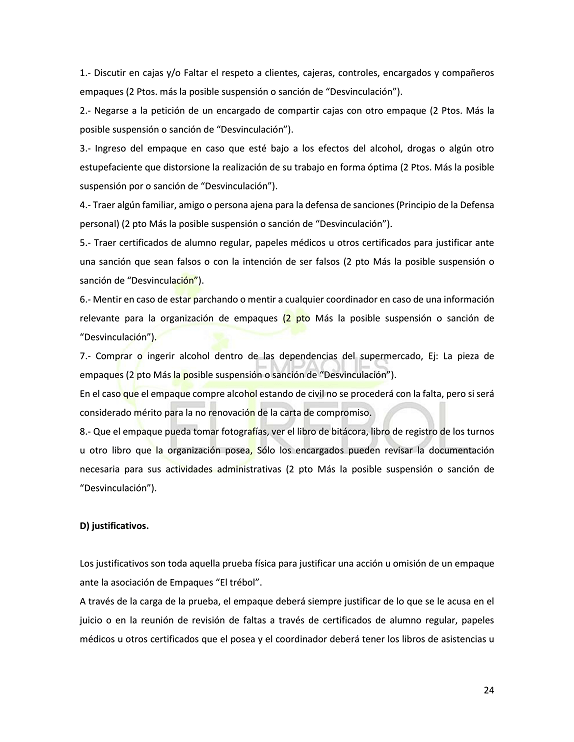 1.- Discutir en cajas y/o Faltar el respeto a clientes, cajeras, controles, encargados y compañeros
empaques (2 Ptos. más la posible suspensión o sanción de “Desvinculación”).
2.- Negarse a la petición de un encargado de compartir cajas con otro empaque (2 Ptos. Más la
posible suspensión o sanción de “Desvinculación”).
3.- Ingreso del empaque en caso que esté bajo a los efectos del alcohol, drogas o algún otro
estupefaciente que distorsione la realización de su trabajo en forma óptima (2 Ptos. Más la posible
suspensión por o sanción de “Desvinculación”).
4.- Traer algún familiar, amigo o persona ajena para la defensa de sanciones (Principio de la Defensa
personal) (2 pto Más la posible suspensión o sanción de “Desvinculación”).
5.- Traer certificados de alumno regular, papeles médicos u otros certificados para justificar ante
una sanción que sean falsos o con la intención de ser falsos (2 pto Más la posible suspensión o
sanción de “Desvinculación”).
6.- Mentir en caso de estar parchando o mentir a cualquier coordinador en caso de una información
relevante para la organización de empaques (2 pto Más la posible suspensión o sanción de
“Desvinculación”).
7.- Comprar o ingerir alcohol dentro de las dependencias del supermercado, Ej: La pieza de
empaques (2 pto Más la posible suspensión o sanción de “Desvinculación”).
En el caso que el empaque compre alcohol estando de civil no se procederá con la falta, pero si será
considerado mérito para la no renovación de la carta de compromiso.
8.- Que el empaque pueda tomar fotografías, ver el libro de bitácora, libro de registro de los turnos
u otro libro que la organización posea, Sólo los encargados pueden revisar la documentación
necesaria para sus actividades administrativas (2 pto Más la posible suspensión o sanción de
“Desvinculación”).
D) justificativos.
Los justificativos son toda aquella prueba física para justificar una acción u omisión de un empaque
ante la asociación de Empaques “El trébol”.
A través de la carga de la prueba, el empaque deberá siempre justificar de lo que se le acusa en el
juicio o en la reunión de revisión de faltas a través de certificados de alumno regular, papeles
médicos u otros certificados que el posea y el coordinador deberá tener los libros de asistencias u
24
EMPAQUES